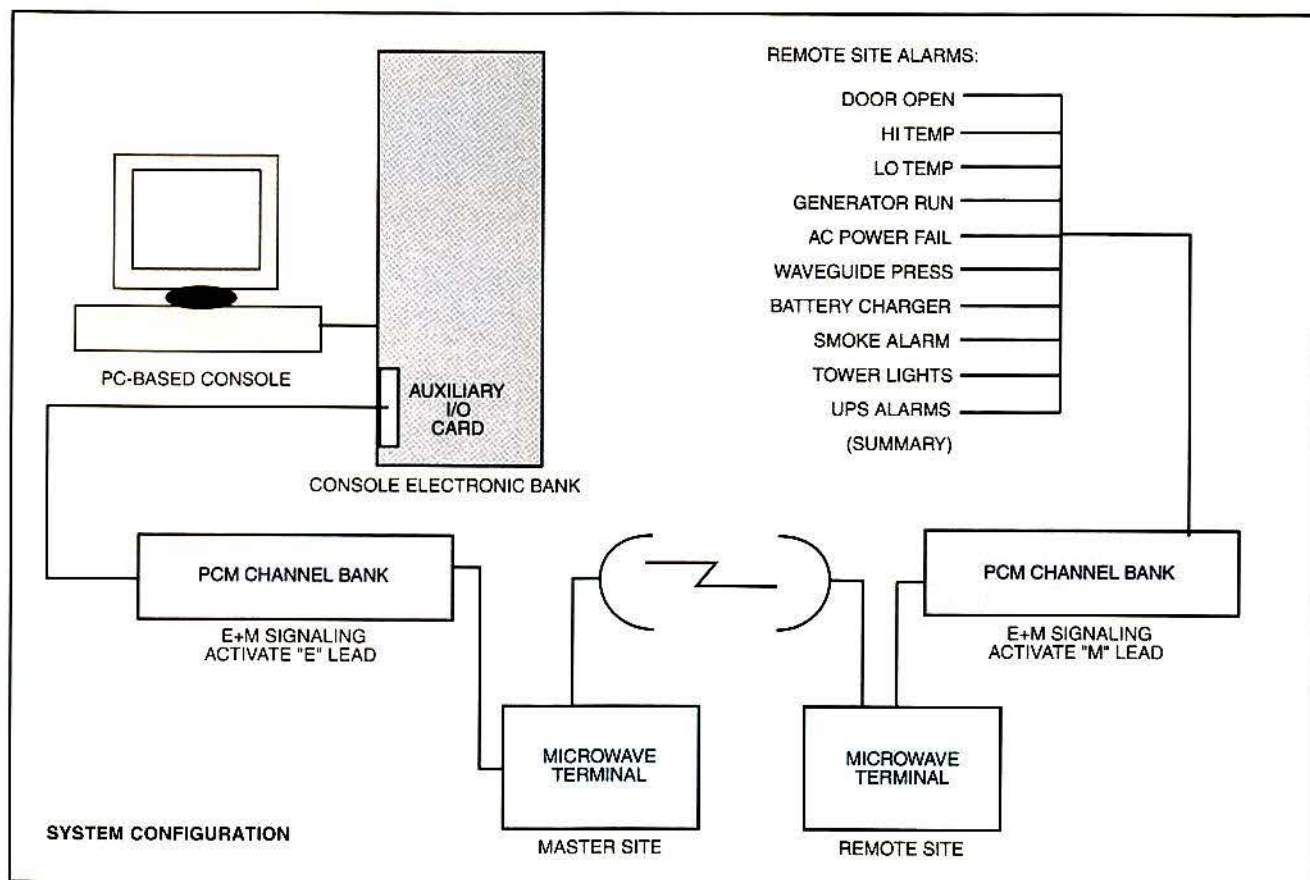 REMOTE SITE ALARMS:
DOOR OPEN
HI TEMP
LO TEMP
GENERATOR RUN
AC POWER FAIL
WAVEGUIDE PRESS
BATTERY CHARGER
SMOKE ALARM
TOWER LIGHTS
UPS ALARMS
(SUMMARY)
PC-BASED CONSOLE
AUXILIARY
I/O
CARD
CONSOLE ELECTRONIC BANK
PCM CHANNEL BANK
E+M SIGNALING
ACTIVATE "E" LEAD
PCM CHANNEL BANK
E+M SIGNALING
ACTIVATE "M" LEAD
MICROWAVE
TERMINAL
MASTER SITE
MICROWAVE
TERMINAL
REMOTE SITE
SYSTEM CONFIGURATION